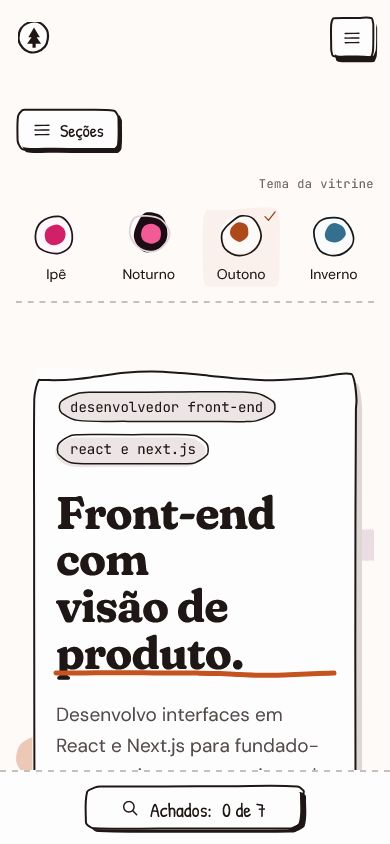 Seções
Tema da vitrine
Ipê
Noturno
Outono
Inverno
desenvolvedor front-end
react e next.js
Front-end
com
visão de
produto.
Desenvolvo interfaces em
React e Next.js para fundado-
Achados: 0 de 7